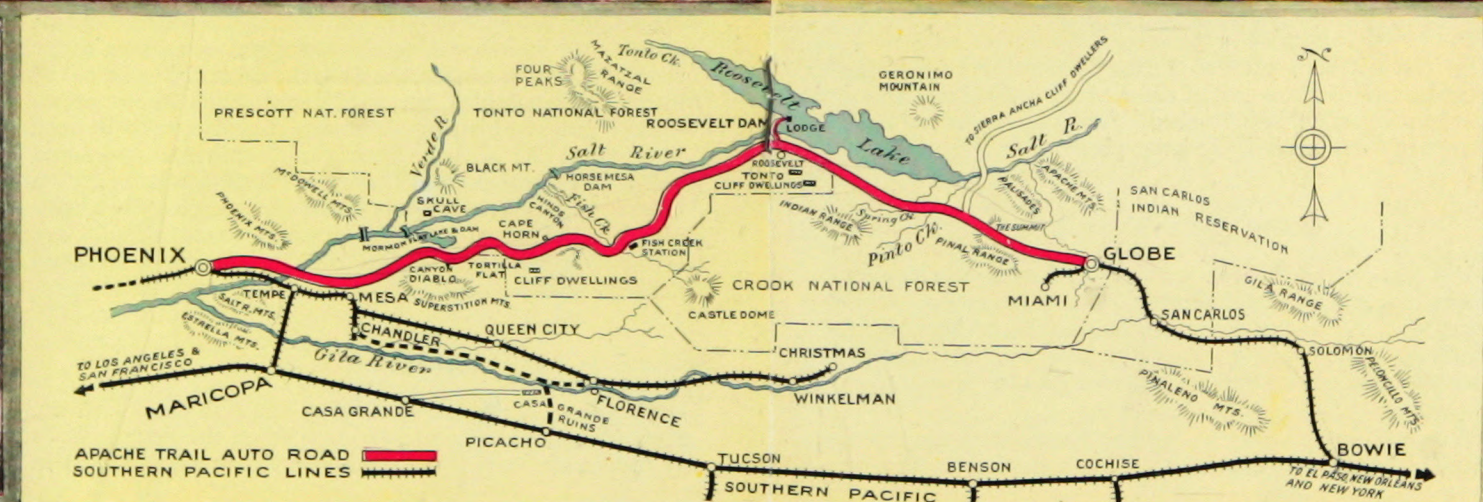 Tonto Ck.
MAZATZAL
RANGE
FOUR
PEAKS
Roosevelt
Lake
GERONIMO
MOUNTAIN
TO SIERRA ANCHA CLIFF DWELLERS
N
PRESCOTT NAT. FOREST
TONTO NATIONAL FOREST
ROOSEVELT DAM
LODGE
Verde R.
Salt River
Salt R.
BLACK MT.
HORSE MESA
DAM
ROOSEVELT
TONTO
CLIFF DWELLINGS
APACHE MTS.
PALISADES
McDOWELL MTS.
SKULL
CAVE
HINDS
CANYON
Fish Ck.
INDIAN RANGE
Spring Ck.
SAN CARLOS
INDIAN RESERVATION
PHOENIX MTS.
MORMON FLAT LAKE & DAM
CAPE
HORN
FISH CREEK
STATION
Pinto Ck.
PINAL RANGE
THE SUMMIT
PHOENIX
GLOBE
CANYON
DIABLO
TORTILLA
FLAT
CLIFF DWELLINGS
CROOK NATIONAL FOREST
MIAMI
GILA RANGE
TEMPE
MESA
SUPERSTITION MTS.
CASTLE DOME
SALT R. MTS.
ESTRELLA MTS.
CHANDLER
QUEEN CITY
SAN CARLOS
Gila River
CHRISTMAS
SOLOMON
TO LOS ANGELES &
SAN FRANCISCO
MARICOPA
FLORENCE
WINKELMAN
PINALENO MTS.
PELONCILLO MTS.
CASA GRANDE
CASA GRANDE
RUINS
PICACHO
APACHE TRAIL AUTO ROAD
SOUTHERN PACIFIC LINES
TUCSON
BENSON
COCHISE
BOWIE
SOUTHERN PACIFIC
TO EL PASO, NEW ORLEANS
AND NEW YORK